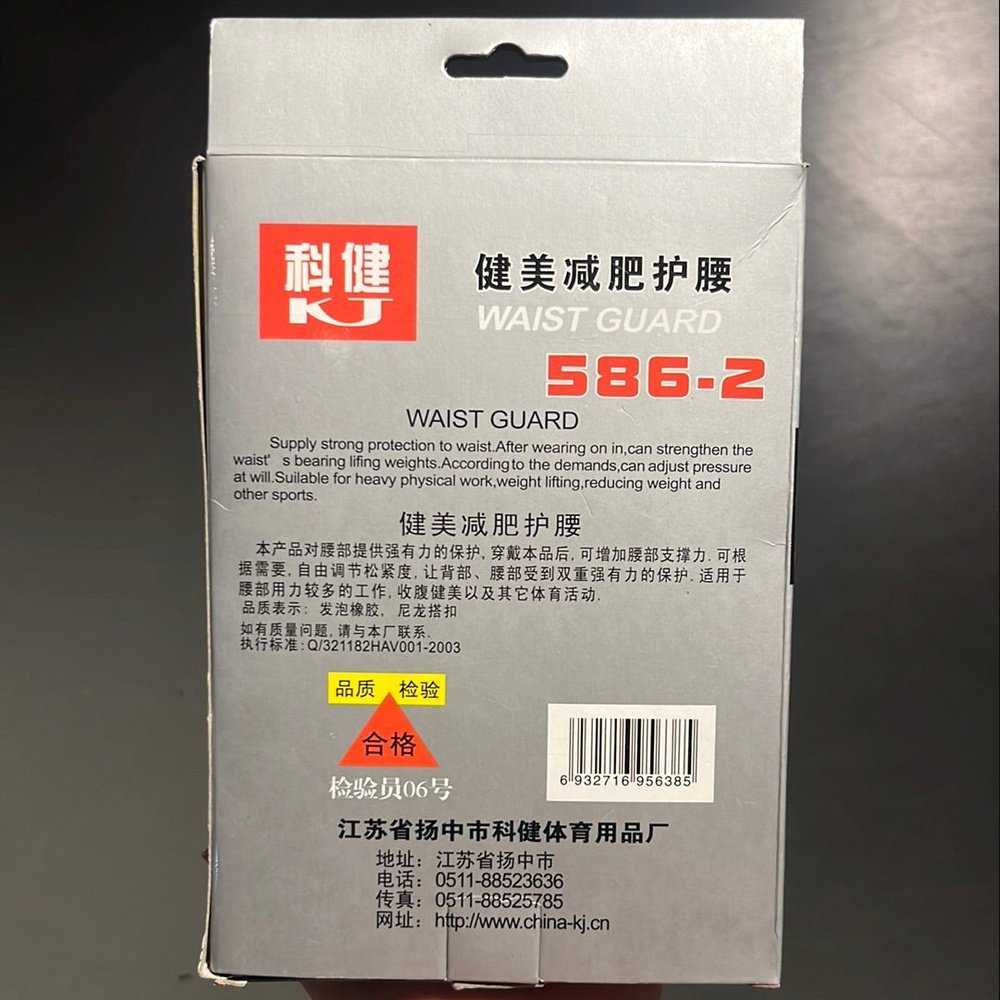 科健
KJ
健美减肥护腰
WAIST GUARD
586-2
WAIST GUARD
Supply strong protection to waist.After wearing on in,can strengthen the
waist' s bearing lifing weights.According to the demands,can adjust pressure
at will.Suilable for heavy physical work,weight lifting,reducing weight and
other sports.
健美减肥护腰
本产品对腰部提供强有力的保护, 穿戴本品后, 可增加腰部支撑力. 可根
据需要, 自由调节松紧度, 让背部、腰部受到双重强有力的保护. 适用于
腰部用力较多的工作, 收腹健美以及其它体育活动.
品质表示: 发泡橡胶, 尼龙搭扣
如有质量问题, 请与本厂联系.
执行标准:Q/321182HAV001-2003
品质 检验
合格
检验员06号
6 932716 956385
江苏省扬中市科健体育用品厂
地址: 江苏省扬中市
电话: 0511-88523636
传真: 0511-88525785
网址: http://www.china-kj.cn